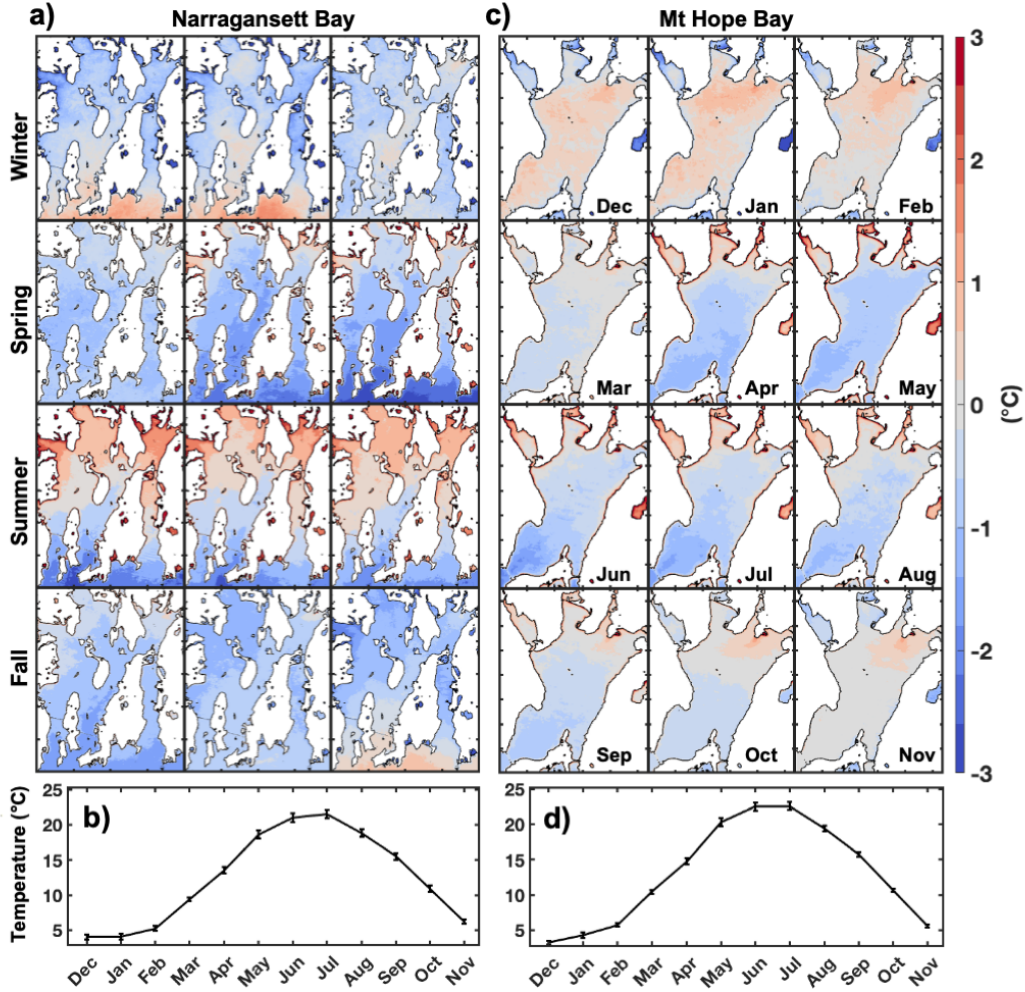 a) Narragansett Bay
c) Mt Hope Bay
Winter
Dec Jan Feb
Spring
Mar Apr May
Summer
Jun Jul Aug
Fall
Sep Oct Nov
3
2
1
0
-1
-2
-3
(°C)
b)
Temperature (°C)
25
20
15
10
5
Dec Jan Feb Mar Apr May Jun Jul Aug Sep Oct Nov
d)
25
20
15
10
5
Dec Jan Feb Mar Apr May Jun Jul Aug Sep Oct Nov